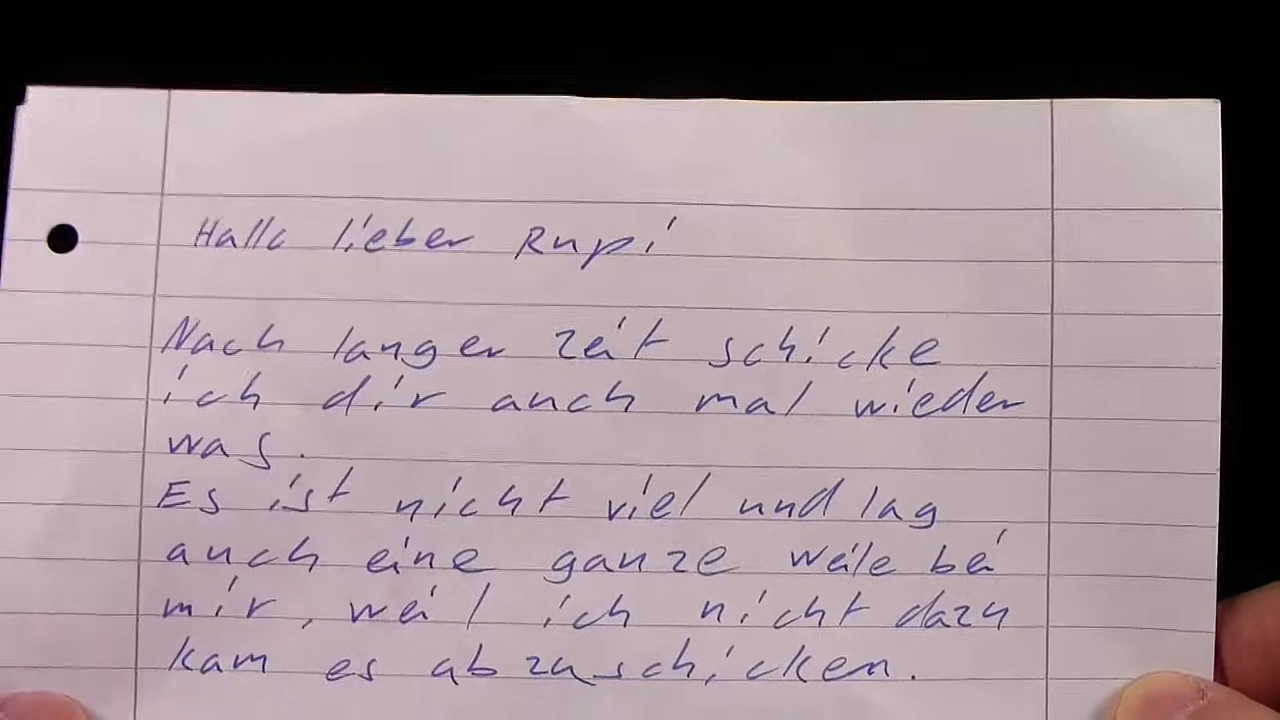 Hallo lieber Rupi
Nach langer Zeit schicke
ich dir auch mal wieder
was.
Es ist nicht viel und lag
auch eine ganze weile bei
mir, weil ich nicht dazu
kam es abzuschicken.